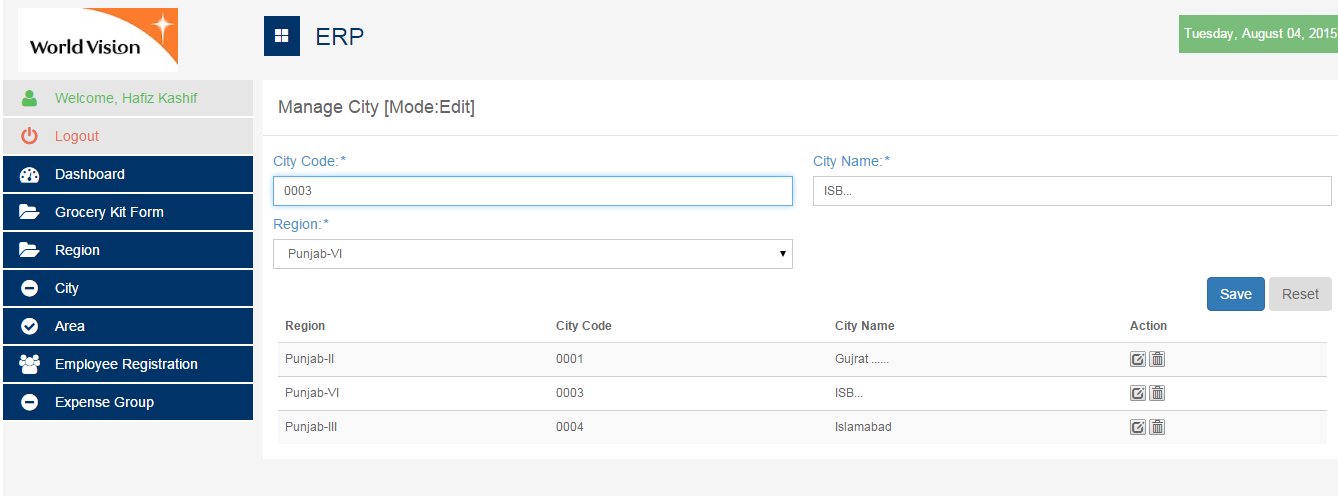 World Vision
ERP
Tuesday, August 04, 2015
Welcome, Hafiz Kashif
Logout
Dashboard
Grocery Kit Form
Region
City
Area
Employee Registration
Expense Group
Manage City [Mode:Edit]
City Code:* City Name:*
0003 ISB...
Region:*
Punjab-VI
Save Reset
Region City Code City Name Action
Punjab-II 0001 Gujrat ......
Punjab-VI 0003 ISB...
Punjab-III 0004 Islamabad